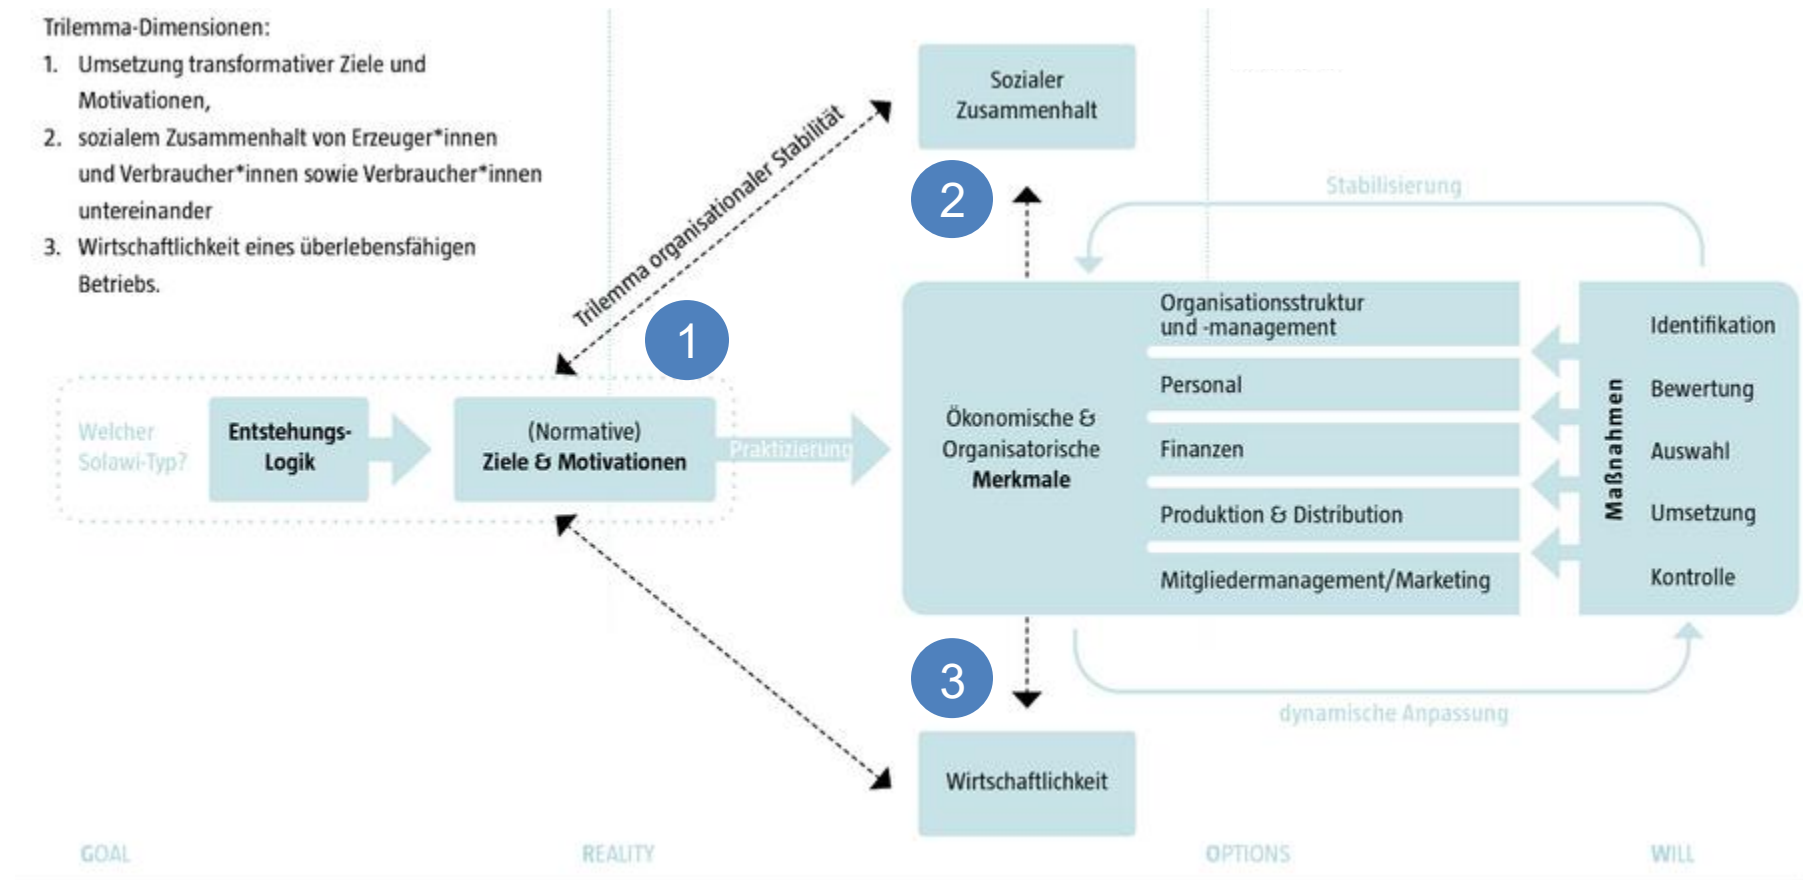 Trilemma-Dimensionen:
1. Umsetzung transformativer Ziele und
Motivationen,
2. sozialem Zusammenhalt von Erzeuger*innen
und Verbraucher*innen sowie Verbraucher*innen
untereinander
3. Wirtschaftlichkeit eines überlebensfähigen
Betriebs.
Trilemma organisationaler Stabilität
Sozialer
Zusammenhalt
1
2
Stabilisierung
Welcher
Solawi-Typ?
Entstehungs-
Logik
(Normative)
Ziele & Motivationen
Praktizierung
Ökonomische &
Organisatorische
Merkmale
Organisationsstruktur
und -management
Personal
Finanzen
Produktion & Distribution
Mitgliedermanagement/Marketing
Maßnahmen
Identifikation
Bewertung
Auswahl
Umsetzung
Kontrolle
3
dynamische Anpassung
Wirtschaftlichkeit
GOAL
REALITY
OPTIONS
WILL